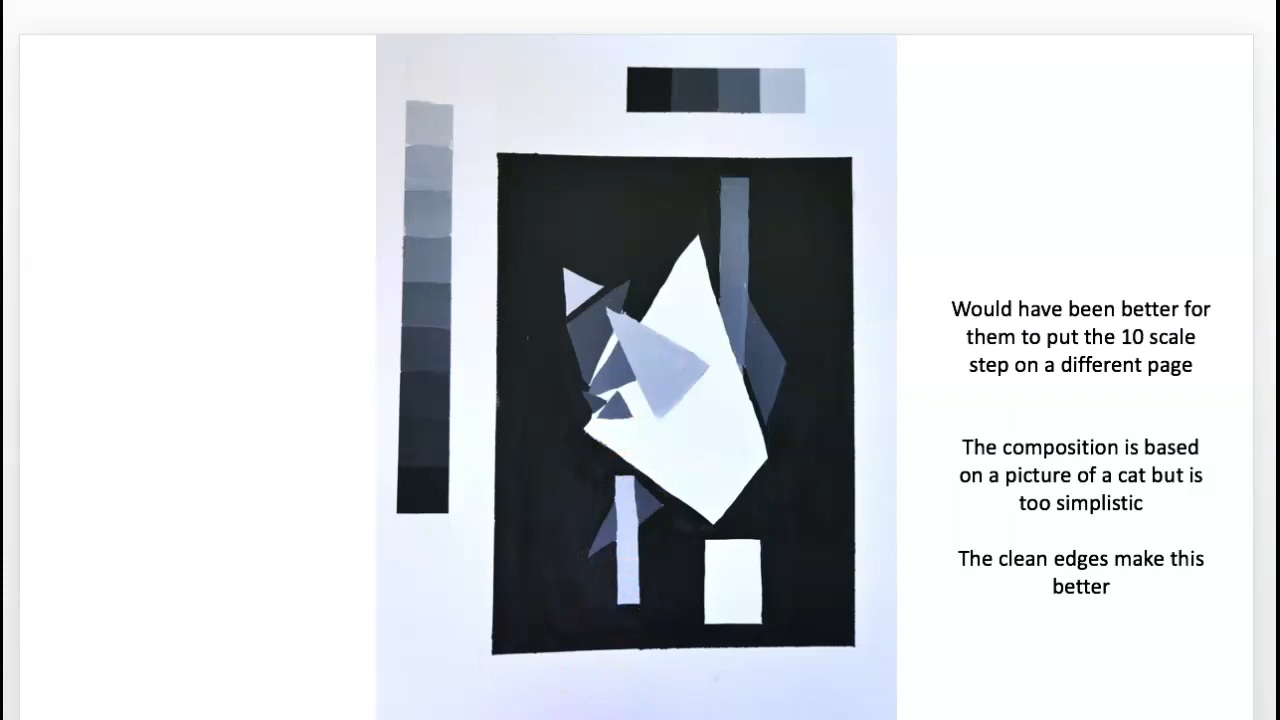 Would have been better for
them to put the 10 scale
step on a different page
The composition is based
on a picture of a cat but is
too simplistic
The clean edges make this
better